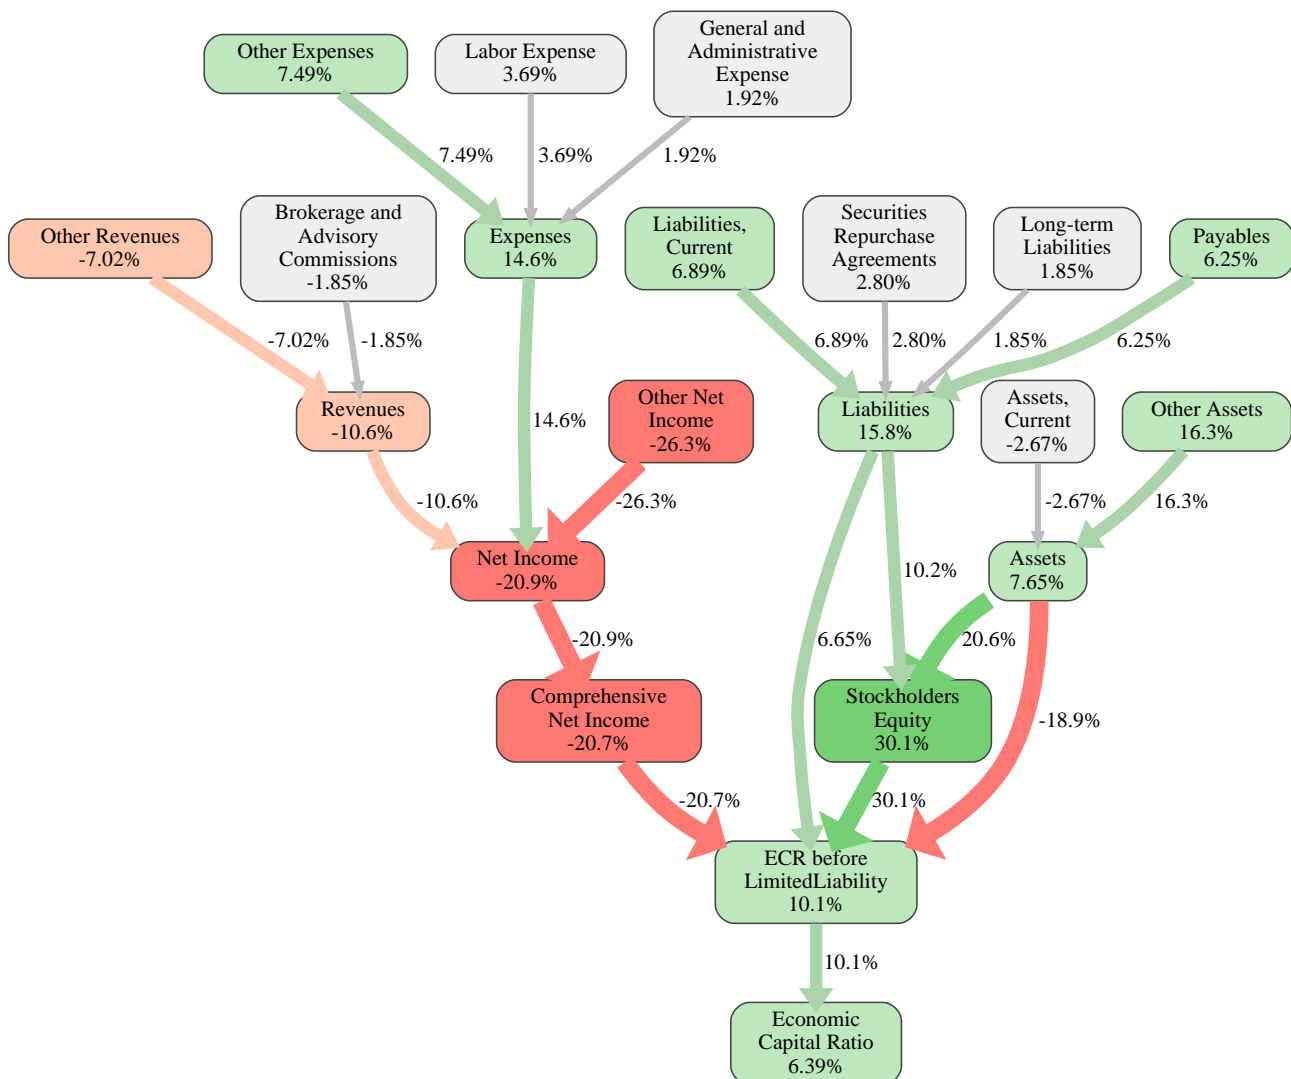 Other Expenses
7.49%
Labor Expense
3.69%
General and
Administrative
Expense
1.92%
7.49%
3.69%
1.92%
Other Revenues
-7.02%
Brokerage and
Advisory
Commissions
-1.85%
Expenses
14.6%
Liabilities,
Current
6.89%
Securities
Repurchase
Agreements
2.80%
Long-term
Liabilities
1.85%
Payables
6.25%
-7.02%
-1.85%
6.89%
2.80%
1.85%
6.25%
Revenues
-10.6%
14.6%
Other Net
Income
-26.3%
Liabilities
15.8%
Assets,
Current
-2.67%
Other Assets
16.3%
-10.6%
-26.3%
-2.67%
16.3%
Net Income
-20.9%
10.2%
Assets
7.65%
-20.9%
6.65%
20.6%
Comprehensive
Net Income
-20.7%
Stockholders
Equity
30.1%
-18.9%
-20.7%
30.1%
ECR before
LimitedLiability
10.1%
10.1%
Economic
Capital Ratio
6.39%